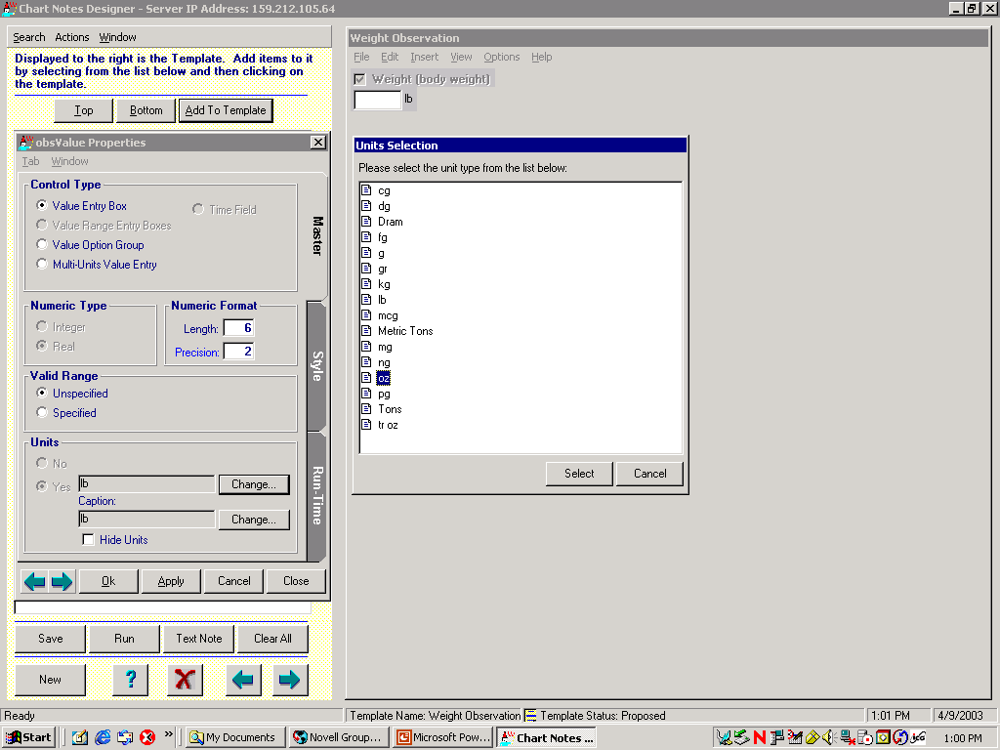 Chart Notes Designer - Server IP Address: 159.212.105.64
Search Actions Window
Displayed to the right is the Template. Add items to it
by selecting from the list below and then clicking on
the template.
Top Bottom Add To Template
obsValue Properties
Tab Window
Control Type
Value Entry Box
Time Field
Value Range Entry Boxes
Value Option Group
Multi-Units Value Entry
Numeric Type
Integer
Real
Numeric Format
Length: 6
Precision: 2
Valid Range
Unspecified
Specified
Units
No
Yes lb Change...
Caption:
lb Change...
Hide Units
Master
Style
Run-Time
Ok Apply Cancel Close
Save Run Text Note Clear All
New ?
Weight Observation
File Edit Insert View Options Help
Weight (body weight)
lb
Units Selection
Please select the unit type from the list below:
cg
dg
Dram
fg
g
gr
kg
lb
mcg
Metric Tons
mg
ng
oz
pg
Tons
tr oz
Select Cancel
Ready Template Name: Weight Observation Template Status: Proposed 1:01 PM 4/9/2003
Start » My Documents Novell Group... Microsoft Pow... Chart Notes ... 1:00 PM